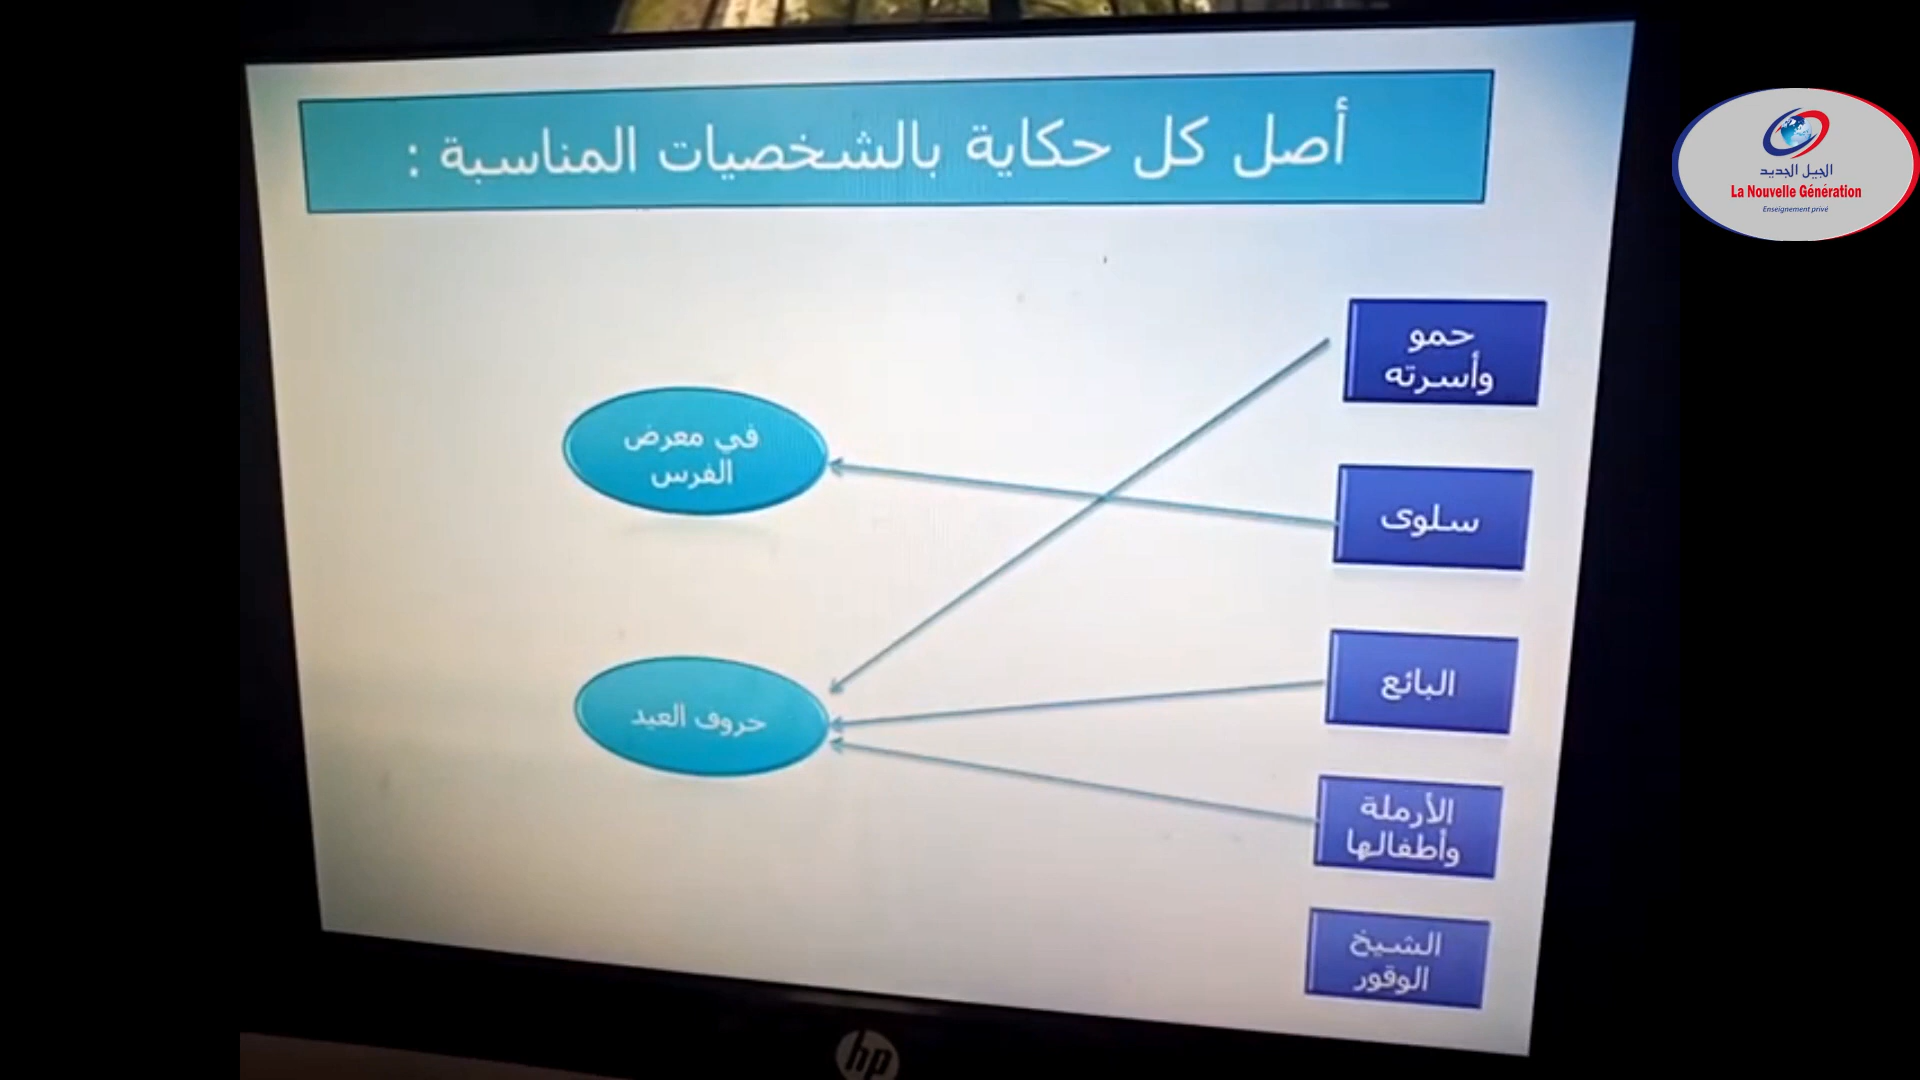 أصل كل حكاية بالشخصيات المناسبة :
حمو
وأسرته
في معرض
الفرس
سلوى
البائع
خروف العيد
الأرملة
وأطفالها
الشيخ
الوقور
الجيل الجديد
La Nouvelle Génération
Enseignement privé
hp